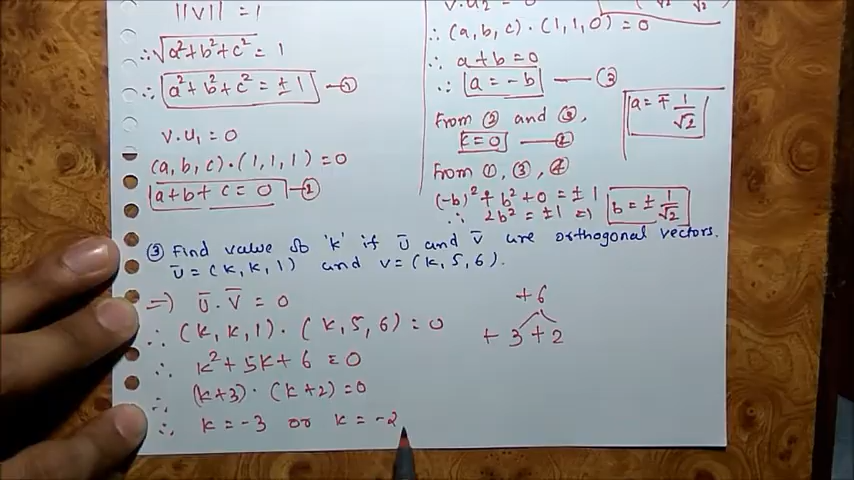 ||v|| = 1
∴ √a²+b²+c² = 1
∴ a²+b²+c² = ±1 —①
v·u₁ = 0
(a,b,c)·(1,1,1) = 0
a+b+c = 0 —②
v·u₂ = 0
∴ (a,b,c)·(1,1,0) = 0
∴ a+b=0
∴ a = -b —③
From ② and ③,
c=0 —④
From ①,③,④
(-b)²+b²+0 = ±1
∴ 2b² = ±1 ⇒ b = ± 1/√2
a = ∓ 1/√2
③ Find value of 'k' if ū and v̄ are orthogonal vectors.
ū = (k, k, 1) and v = (k, 5, 6).
⇒ ū·v̄ = 0
∴ (k, k, 1)·(k, 5, 6) = 0
∴ k²+5k+6 = 0
∴ (k+3)·(k+2)=0
∴ k = -3 or k = -2
+6
+3 +2